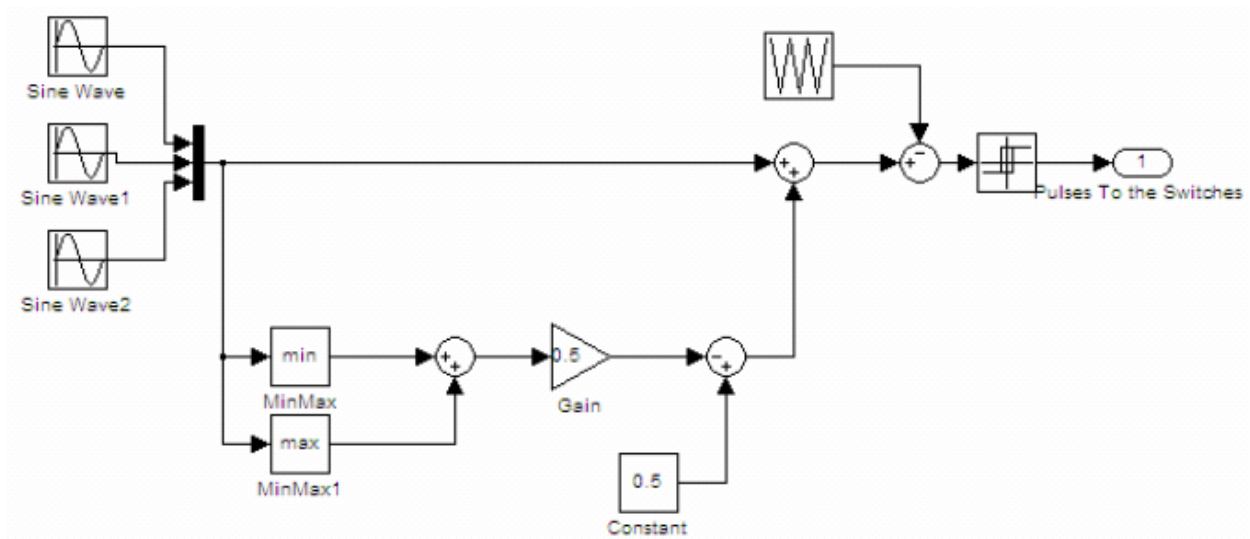 Sine Wave
Sine Wave1
Sine Wave2
min
MinMax
max
MinMax1
0.5
Gain
0.5
Constant
1
Pulses To the Switches